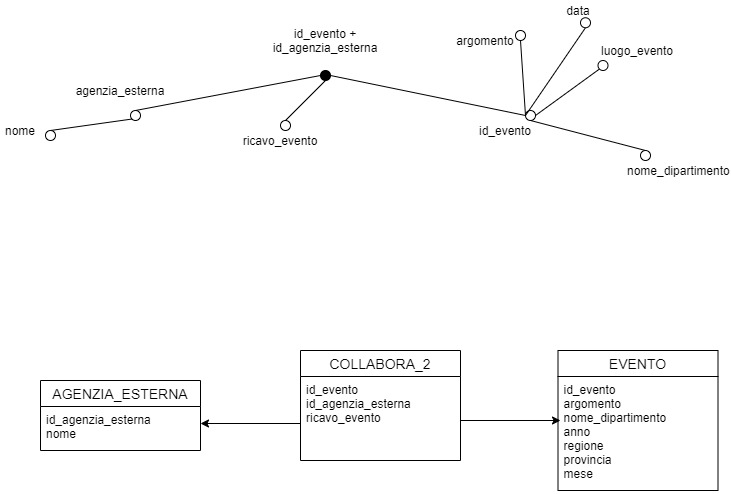 id_evento +
id_agenzia_esterna
data
argomento
luogo_evento
agenzia_esterna
nome
ricavo_evento
id_evento
nome_dipartimento
AGENZIA_ESTERNA
id_agenzia_esterna
nome
COLLABORA_2
id_evento
id_agenzia_esterna
ricavo_evento
EVENTO
id_evento
argomento
nome_dipartimento
anno
regione
provincia
mese